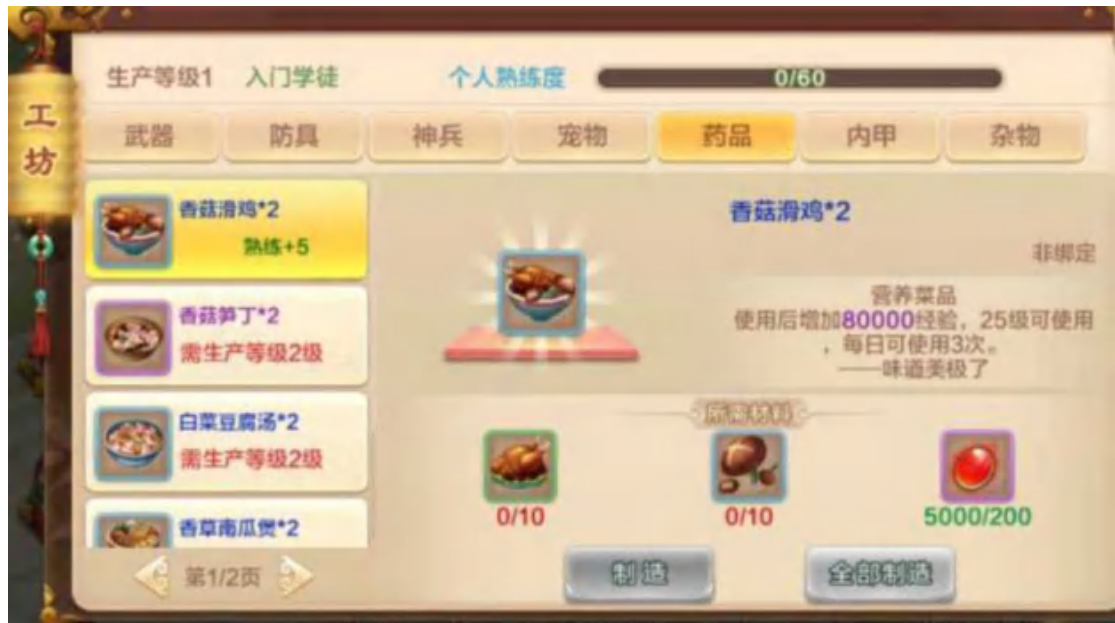 工坊
生产等级1 入门学徒 个人熟练度 0/60
武器 防具 神兵 宠物 药品 内甲 杂物
香菇滑鸡*2
熟练+5
香菇笋丁*2
需生产等级2级
白菜豆腐汤*2
需生产等级2级
香草南瓜煲*2
第1/2页
香菇滑鸡*2
非绑定
营养菜品
使用后增加80000经验，25级可使用
，每日可使用3次。
——味道美极了
所需材料
0/10 0/10 5000/200
制造 全部制造